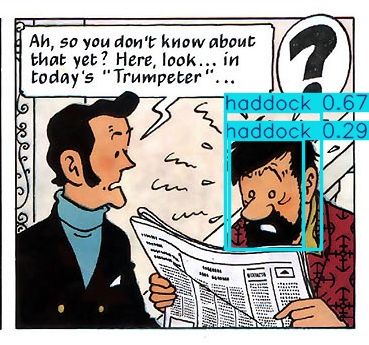 Ah, so you don't know about
that yet? Here, look... in
today's "Trumpeter"...
?
haddock 0.67
haddock 0.29